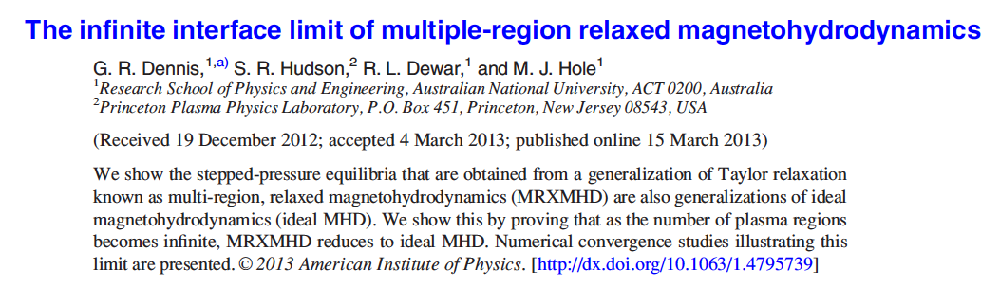 The infinite interface limit of multiple-region relaxed magnetohydrodynamics
G. R. Dennis,1,a) S. R. Hudson,2 R. L. Dewar,1 and M. J. Hole1
1Research School of Physics and Engineering, Australian National University, ACT 0200, Australia
2Princeton Plasma Physics Laboratory, P.O. Box 451, Princeton, New Jersey 08543, USA
(Received 19 December 2012; accepted 4 March 2013; published online 15 March 2013)
We show the stepped-pressure equilibria that are obtained from a generalization of Taylor relaxation
known as multi-region, relaxed magnetohydrodynamics (MRXMHD) are also generalizations of ideal
magnetohydrodynamics (ideal MHD). We show this by proving that as the number of plasma regions
becomes infinite, MRXMHD reduces to ideal MHD. Numerical convergence studies illustrating this
limit are presented. © 2013 American Institute of Physics. [http://dx.doi.org/10.1063/1.4795739]